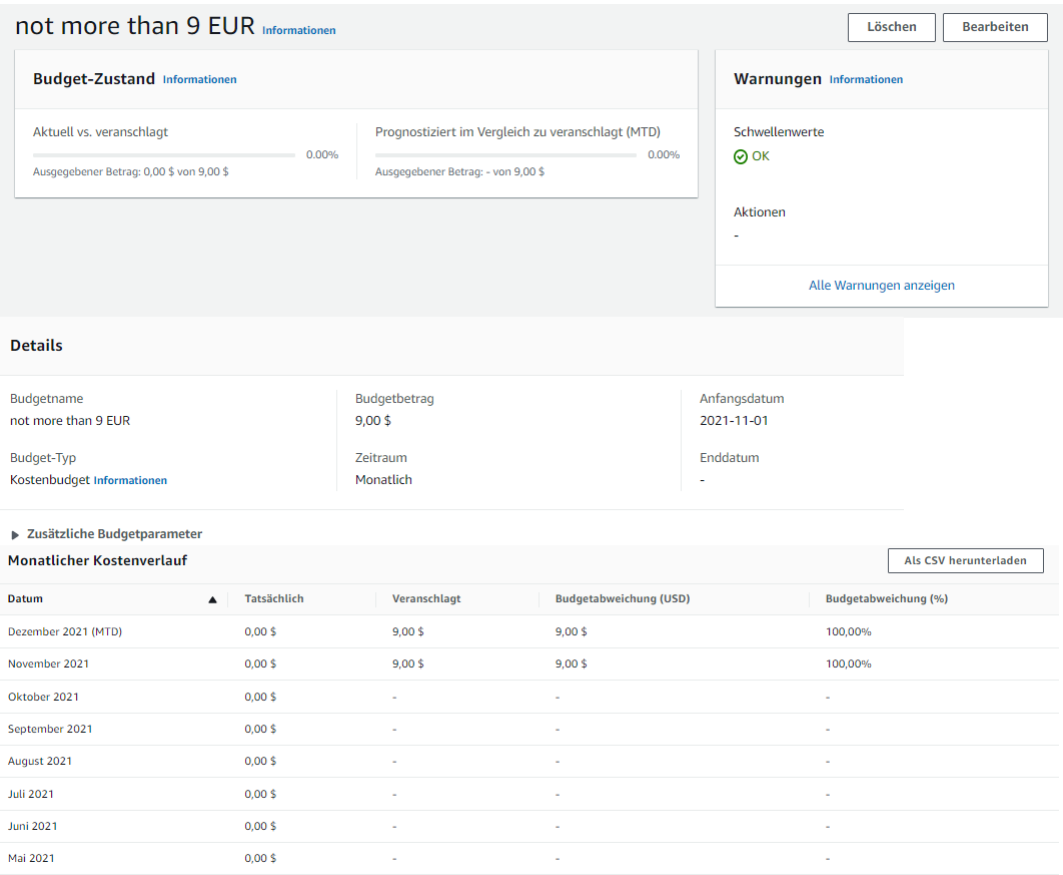 not more than 9 EUR Informationen
Löschen
Bearbeiten
Budget-Zustand Informationen
Aktuell vs. veranschlagt
0.00%
Ausgegebener Betrag: 0,00 $ von 9,00 $
Prognostiziert im Vergleich zu veranschlagt (MTD)
0.00%
Ausgegebener Betrag: - von 9,00 $
Warnungen Informationen
Schwellenwerte
OK
Aktionen
-
Alle Warnungen anzeigen
Details
Budgetname
not more than 9 EUR
Budget-Typ
Kostenbudget Informationen
Budgetbetrag
9,00 $
Zeitraum
Monatlich
Anfangsdatum
2021-11-01
Enddatum
-
Zusätzliche Budgetparameter
Monatlicher Kostenverlauf
Als CSV herunterladen
Datum Tatsächlich Veranschlagt Budgetabweichung (USD) Budgetabweichung (%)
Dezember 2021 (MTD) 0,00 $ 9,00 $ 9,00 $ 100,00%
November 2021 0,00 $ 9,00 $ 9,00 $ 100,00%
Oktober 2021 0,00 $ - - -
September 2021 0,00 $ - - -
August 2021 0,00 $ - - -
Juli 2021 0,00 $ - - -
Juni 2021 0,00 $ - - -
Mai 2021 0,00 $ - - -